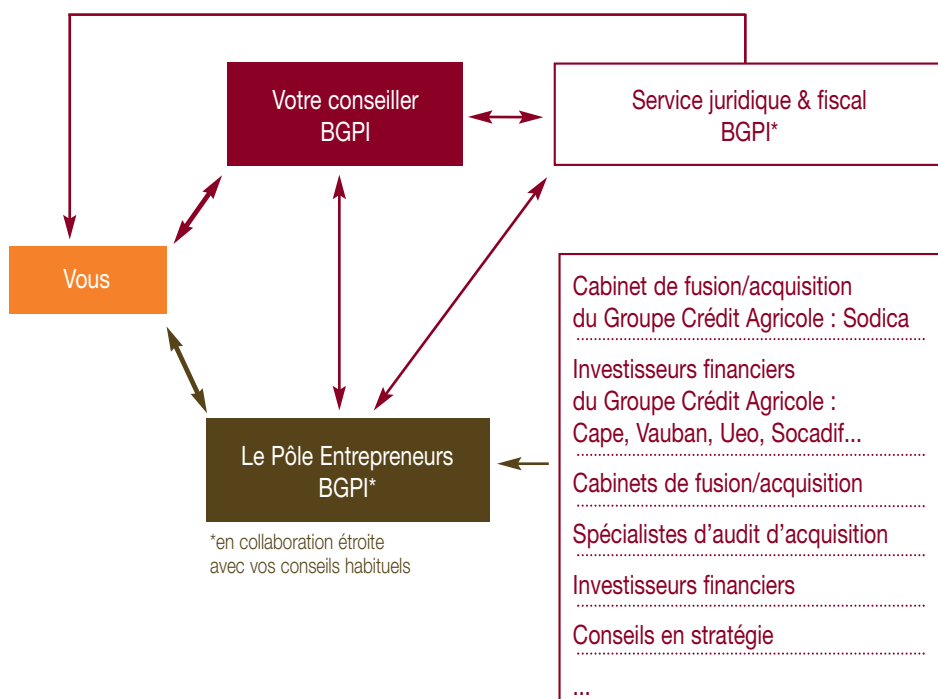 Votre conseiller
BGPI
Service juridique & fiscal
BGPI*
Vous
Le Pôle Entrepreneurs
BGPI*
*en collaboration étroite
avec vos conseils habituels
Cabinet de fusion/acquisition
du Groupe Crédit Agricole : Sodica
Investisseurs financiers
du Groupe Crédit Agricole :
Cape, Vauban, Ueo, Socadif...
Cabinets de fusion/acquisition
Spécialistes d’audit d’acquisition
Investisseurs financiers
Conseils en stratégie
...